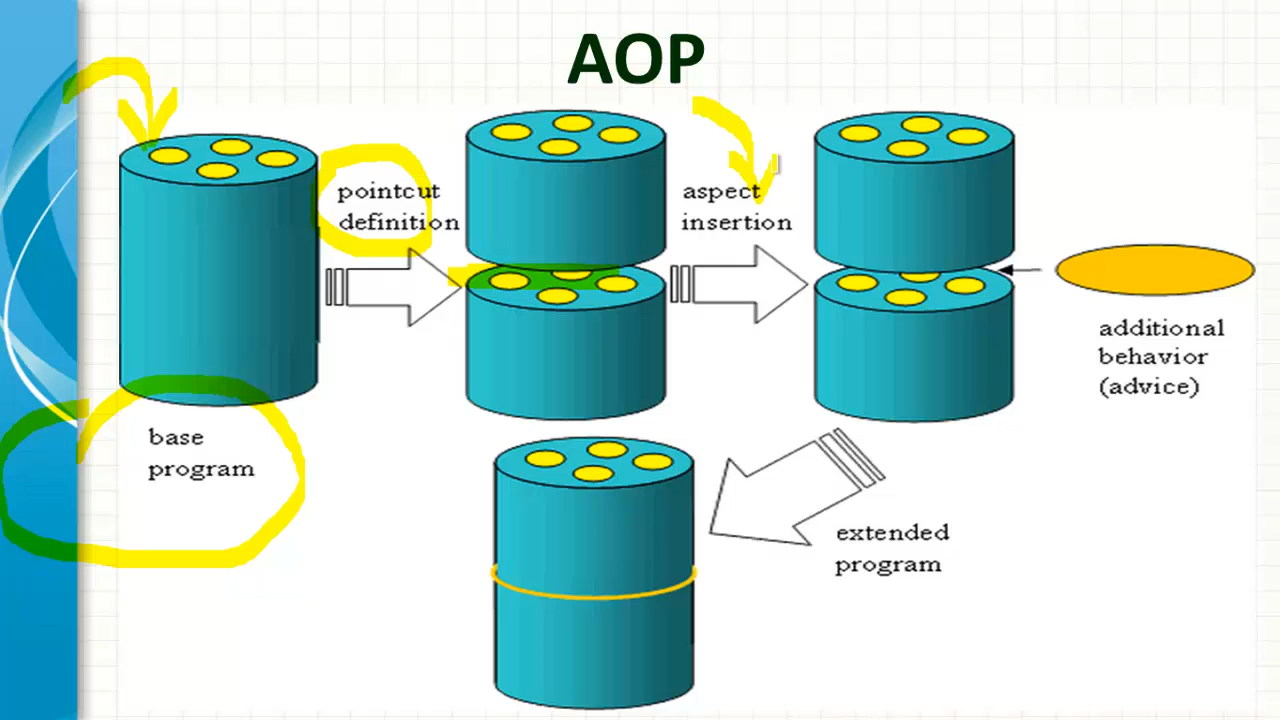 AOP
pointcut
definition
aspect
insertion
additional
behavior
(advice)
base
program
extended
program